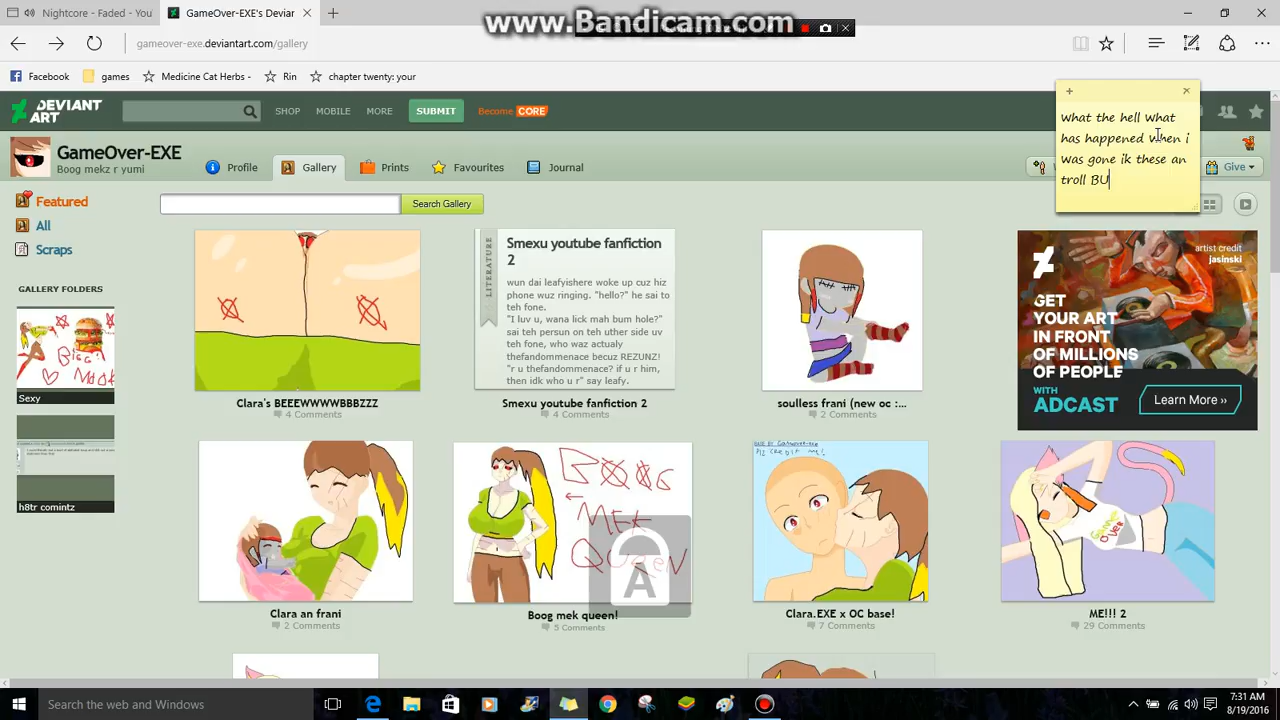 Nightcore - Faded - You
GameOver-EXE's Deviar
www.Bandicam.com
gameover-exe.deviantart.com/gallery
Facebook
games
Medicine Cat Herbs -
Rin
chapter twenty: your
DEVIANT ART
SHOP
MOBILE
MORE
SUBMIT
Become CORE
What the hell what
has happened when i
was gone ik these an
troll BU
GameOver-EXE
Boog mekz r yumi
Profile
Gallery
Prints
Favourites
Journal
Give
Featured
All
Scraps
Search Gallery
GALLERY FOLDERS
Sexy
h8tr comintz
LITERATURE
Smexu youtube fanfiction
2
wun dai leafyishere woke up cuz hiz
phone wuz ringing. "hello?" he sai to
teh fone.
"I luv u, wana lick mah bum hole?"
sai teh persun on teh uther side uv
teh fone, who waz actualy
thefandommenace becuz REZUNZ!
"r u thefandommenace? if u r him,
then idk who u r" say leafy.
Clara's BEEEWWWWBBBZZZ
4 Comments
Smexu youtube fanfiction 2
4 Comments
soulless frani (new oc :...
2 Comments
artist credit
jasinski
GET
YOUR ART
IN FRONT
OF MILLIONS
OF PEOPLE
WITH
ADCAST
Learn More ››
MEK
A
Clara an frani
2 Comments
Boog mek queen!
5 Comments
Clara.EXE x OC base!
7 Comments
ME!!! 2
29 Comments
Search the web and Windows
7:31 AM
8/19/2016